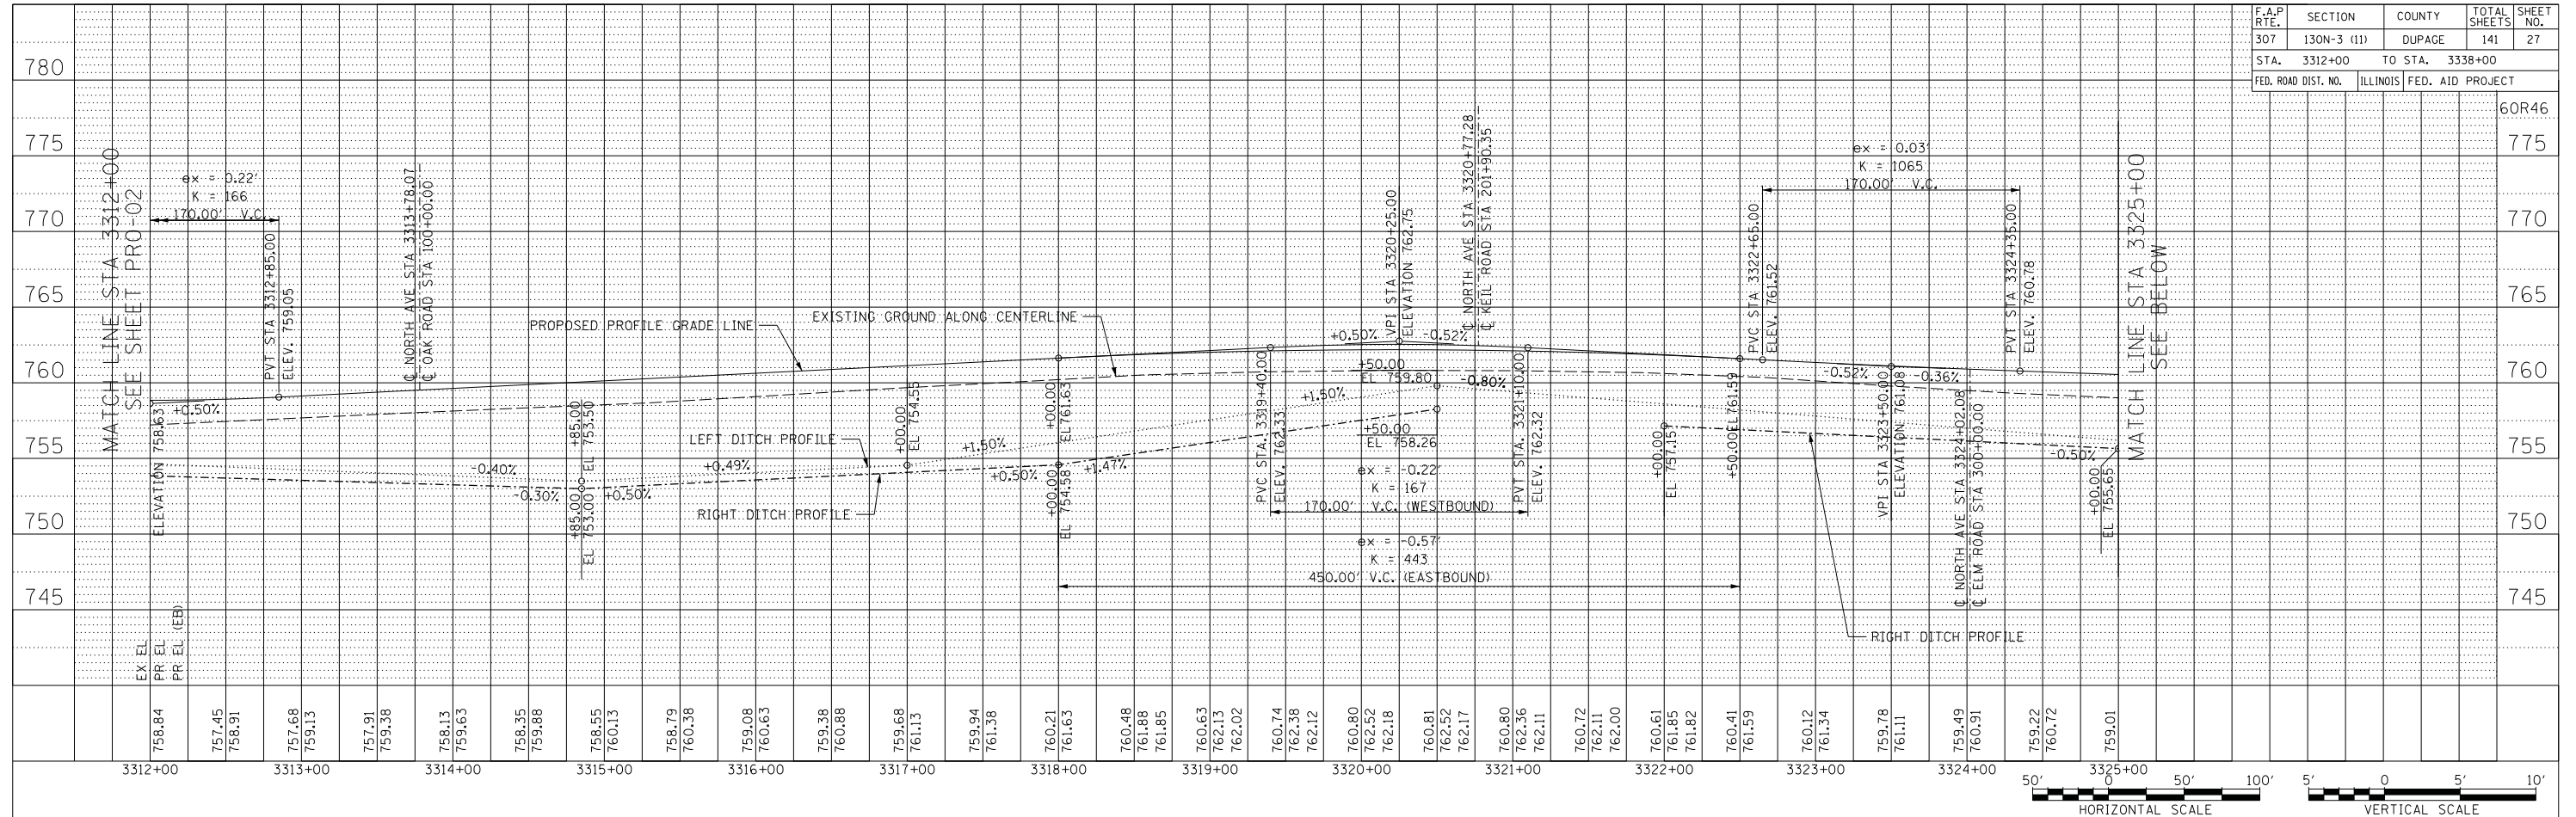 F.A.P RTE. SECTION COUNTY TOTAL SHEETS SHEET NO.
307 130N-3 (11) DUPAGE 141 27
STA. 3312+00 TO STA. 3338+00
FED. ROAD DIST. NO. ILLINOIS FED. AID PROJECT
60R46
780
775
770
765
760
755
750
745
775
770
765
760
755
750
745
MATCH LINE STA 3312+00
SEE SHEET PRO-02
ex = 0.22'
K = 166
170.00' V.C.
PVT STA 3312+85.00
ELEV. 759.05
+0.50%
ELEVATION 758.63
℄ NORTH AVE STA 3313+78.07
℄ OAK ROAD STA 100+00.00
PROPOSED PROFILE GRADE LINE
EXISTING GROUND ALONG CENTERLINE
LEFT DITCH PROFILE
RIGHT DITCH PROFILE
-0.40%
-0.30%
+85.00
EL 753.50
+85.00
EL 753.00
+0.50%
+0.49%
+00.00
EL 754.55
+1.50%
+0.50%
+00.00
EL761.63
+00.00
EL 754.58
+1.47%
PVC STA. 3319+40.00
ELEV. 762.33
+0.50%
-0.52%
VPI STA 3320+25.00
ELEVATION 762.75
+1.50%
+50.00
EL 759.80
-0.80%
+50.00
EL 758.26
ex = -0.22'
K = 167
170.00' V.C. (WESTBOUND)
ex = -0.57'
K = 443
450.00' V.C. (EASTBOUND)
℄ NORTH AVE STA 3320+77.28
℄ KEIL ROAD STA 201+90.35
PVT STA. 3321+10.00
ELEV. 762.32
+00.00
EL 757.15
+50.00
EL761.59
PVC STA 3322+65.00
ELEV. 761.52
ex = 0.03'
K = 1065
170.00' V.C.
-0.52%
-0.36%
VPI STA 3323+50.00
ELEVATION 761.08
℄ NORTH AVE STA 3324+02.08
℄ ELM ROAD STA 300+00.00
PVT STA 3324+35.00
ELEV. 760.78
-0.50%
+00.00
EL 755.65
RIGHT DITCH PROFILE
MATCH LINE STA 3325+00
SEE BELOW
EX EL
PR EL
PR EL (EB)
758.84
757.45
758.91
757.68
759.13
757.91
759.38
758.13
759.63
758.35
759.88
758.55
760.13
758.79
760.38
759.08
760.63
759.38
760.88
759.68
761.13
759.94
761.38
760.21
761.63
760.48
761.88
761.85
760.63
762.13
762.02
760.74
762.38
762.12
760.80
762.52
762.18
760.81
762.52
762.17
760.80
762.36
762.11
760.72
762.11
762.00
760.61
761.85
761.82
760.41
761.59
760.12
761.34
759.78
761.11
759.49
760.91
759.22
760.72
759.01
3312+00 3313+00 3314+00 3315+00 3316+00 3317+00 3318+00 3319+00 3320+00 3321+00 3322+00 3323+00 3324+00 3325+00
50' 0 50' 100'
HORIZONTAL SCALE
5' 0 5' 10'
VERTICAL SCALE